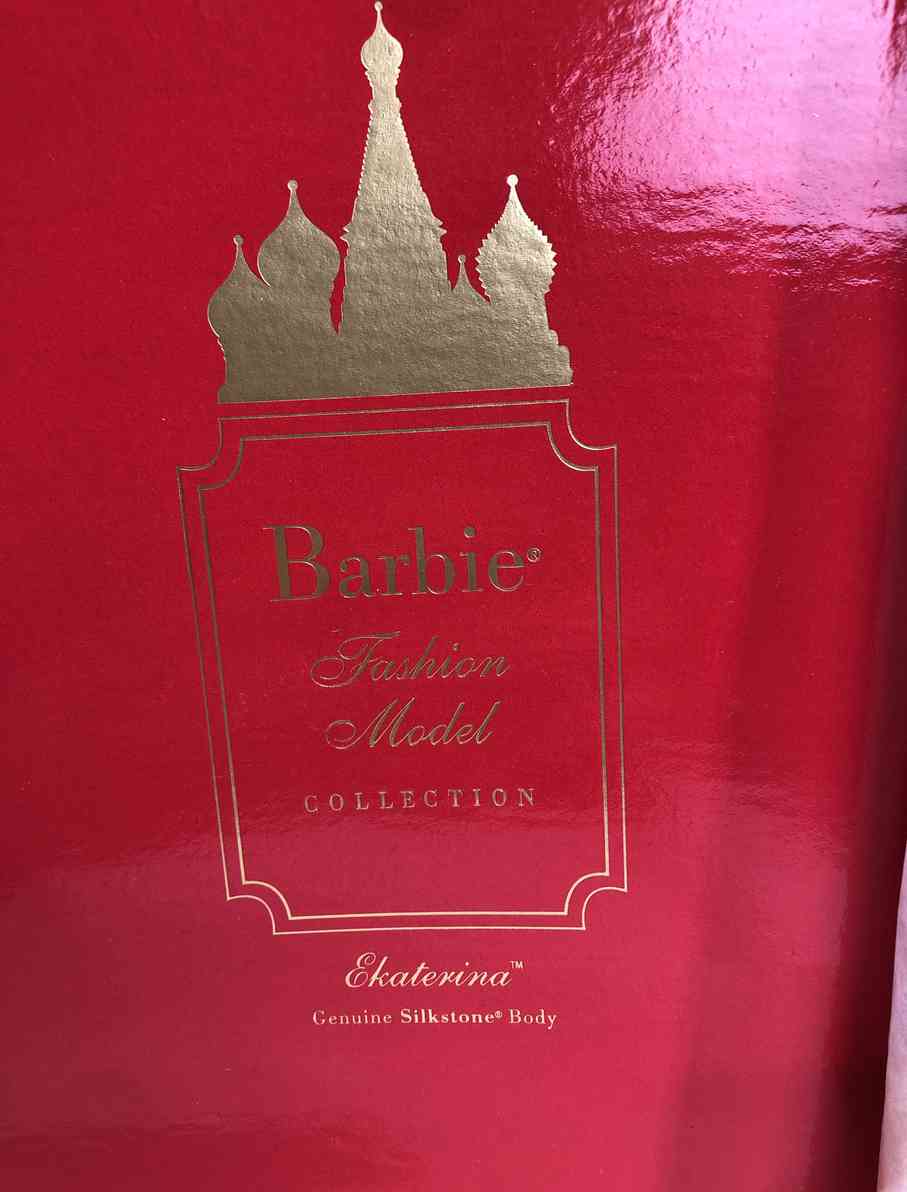 Barbie®
Fashion
Model
COLLECTION
Ekaterina™
Genuine Silkstone® Body